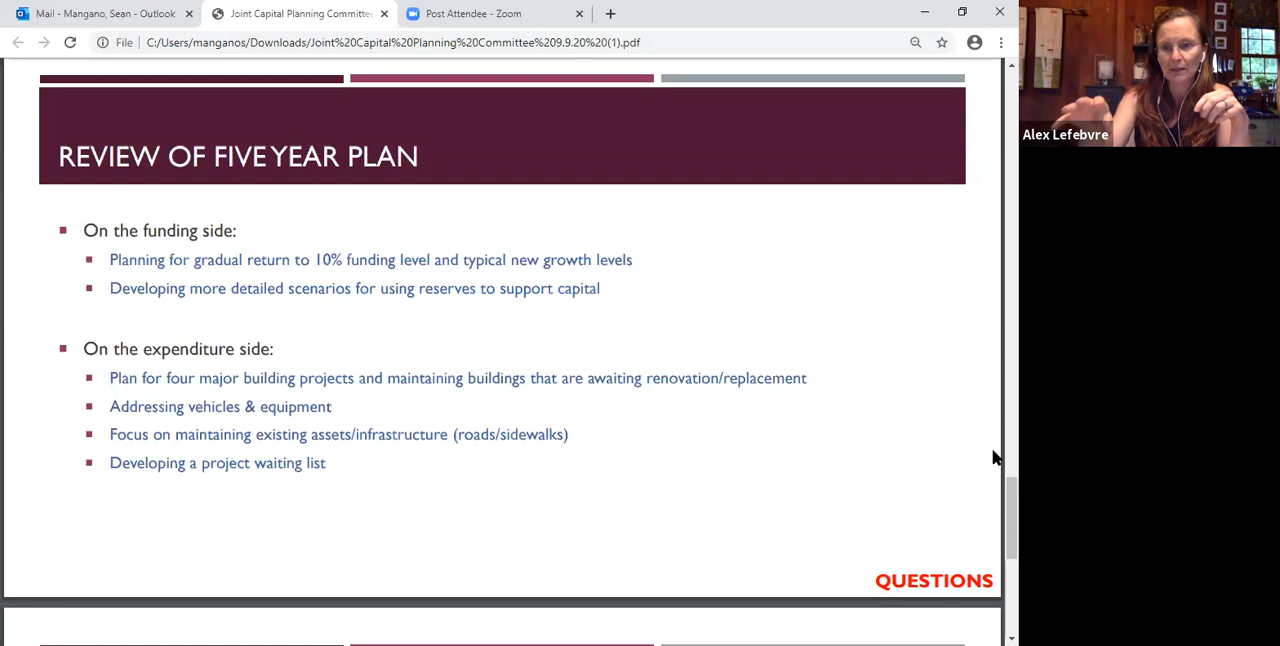 Mail - Mangano, Sean - Outlook
Joint Capital Planning Committee
Post Attendee - Zoom
File
C:/Users/manganos/Downloads/Joint%20Capital%20Planning%20Committee%209.9.20%20(1).pdf
Alex Lefebvre
REVIEW OF FIVE YEAR PLAN
On the funding side:
Planning for gradual return to 10% funding level and typical new growth levels
Developing more detailed scenarios for using reserves to support capital
On the expenditure side:
Plan for four major building projects and maintaining buildings that are awaiting renovation/replacement
Addressing vehicles & equipment
Focus on maintaining existing assets/infrastructure (roads/sidewalks)
Developing a project waiting list
QUESTIONS